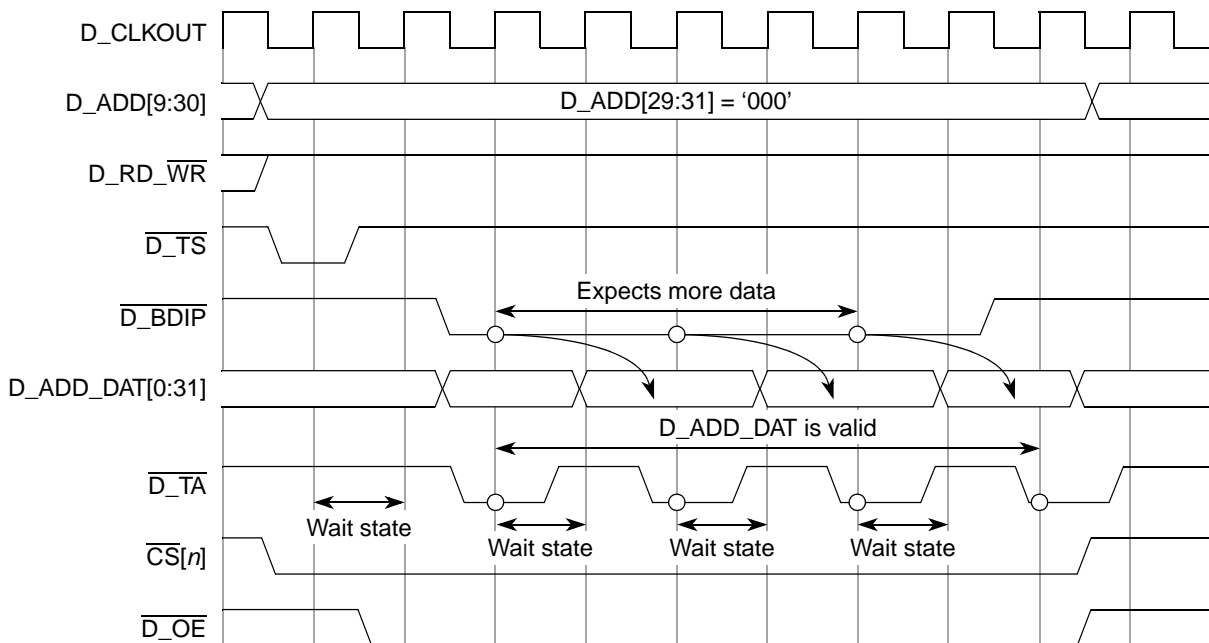 D_CLKOUT
D_ADD[9:30]
D_ADD[29:31] = ‘000’
D_RD_WR
D_TS
Expects more data
D_BDIP
D_ADD_DAT[0:31]
D_ADD_DAT is valid
D_TA
Wait state
Wait state
Wait state
Wait state
CS[n]
D_OE